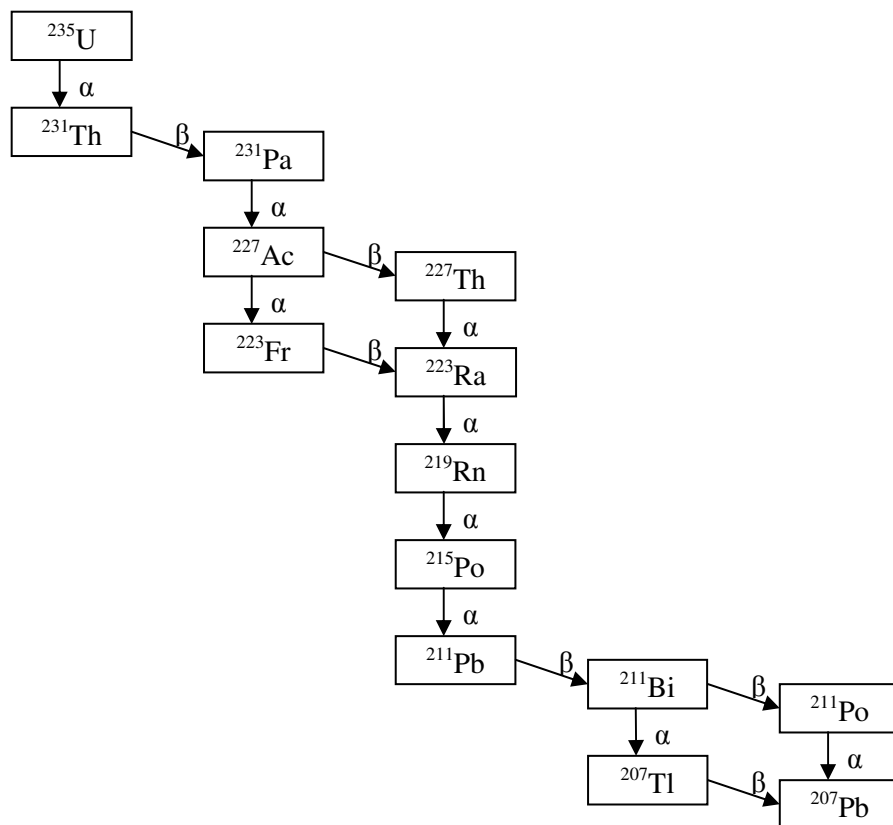 ²³⁵U
α
²³¹Th
β
²³¹Pa
α
²²⁷Ac
β
²²⁷Th
α
α
²²³Fr
β
²²³Ra
α
²¹⁹Rn
α
²¹⁵Po
α
²¹¹Pb
β
²¹¹Bi
β
²¹¹Po
α
α
²⁰⁷Tl
β
²⁰⁷Pb